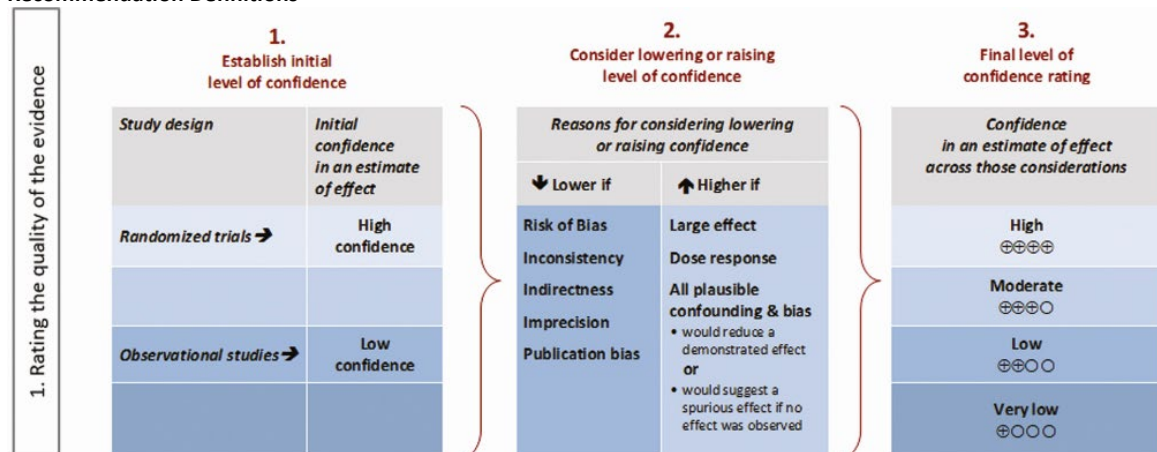 Recommendation Definitions
1. Rating the quality of the evidence
1.
Establish initial
level of confidence
Study design
Initial
confidence
in an estimate
of effect
Randomized trials ➔
High
confidence
Observational studies ➔
Low
confidence
2.
Consider lowering or raising
level of confidence
Reasons for considering lowering
or raising confidence
🡇 Lower if
🡅 Higher if
Risk of Bias
Inconsistency
Indirectness
Imprecision
Publication bias
Large effect
Dose response
All plausible
confounding & bias
• would reduce a
demonstrated effect
or
• would suggest a
spurious effect if no
effect was observed
3.
Final level of
confidence rating
Confidence
in an estimate of effect
across those considerations
High
⊕⊕⊕⊕
Moderate
⊕⊕⊕○
Low
⊕⊕○○
Very low
⊕○○○